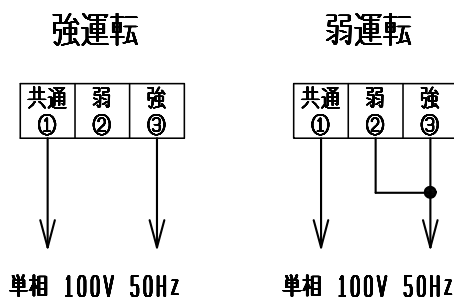 強運転 弱運転
共通 弱 強 共通 弱 強
① ② ③ ① ② ③
単相 100V 50Hz 単相 100V 50Hz